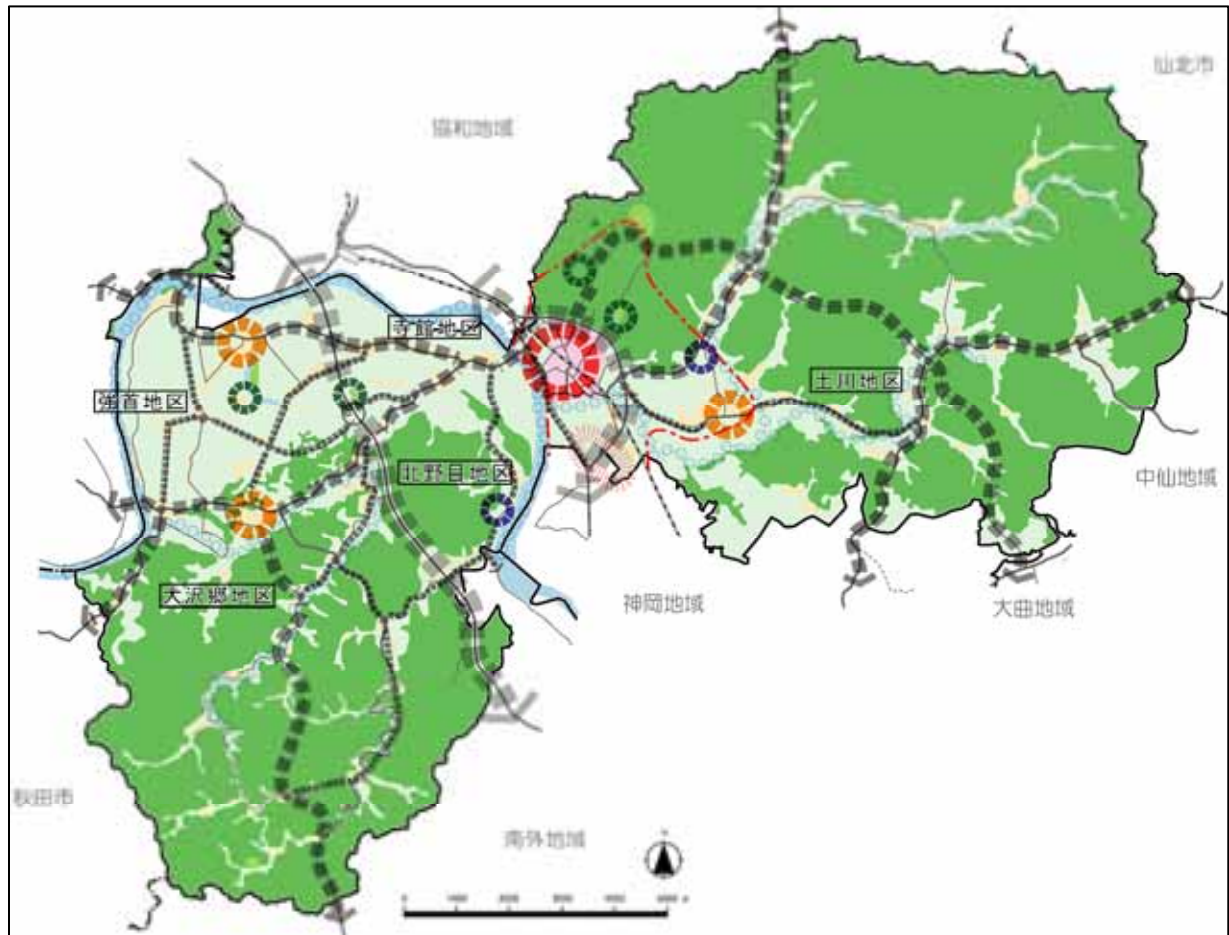 仙北市
協和地域
寺館地区
強首地区
土川地区
北野目地区
中仙地域
大沢郷地区
神岡地域
大曲地域
秋田市
南外地域
0